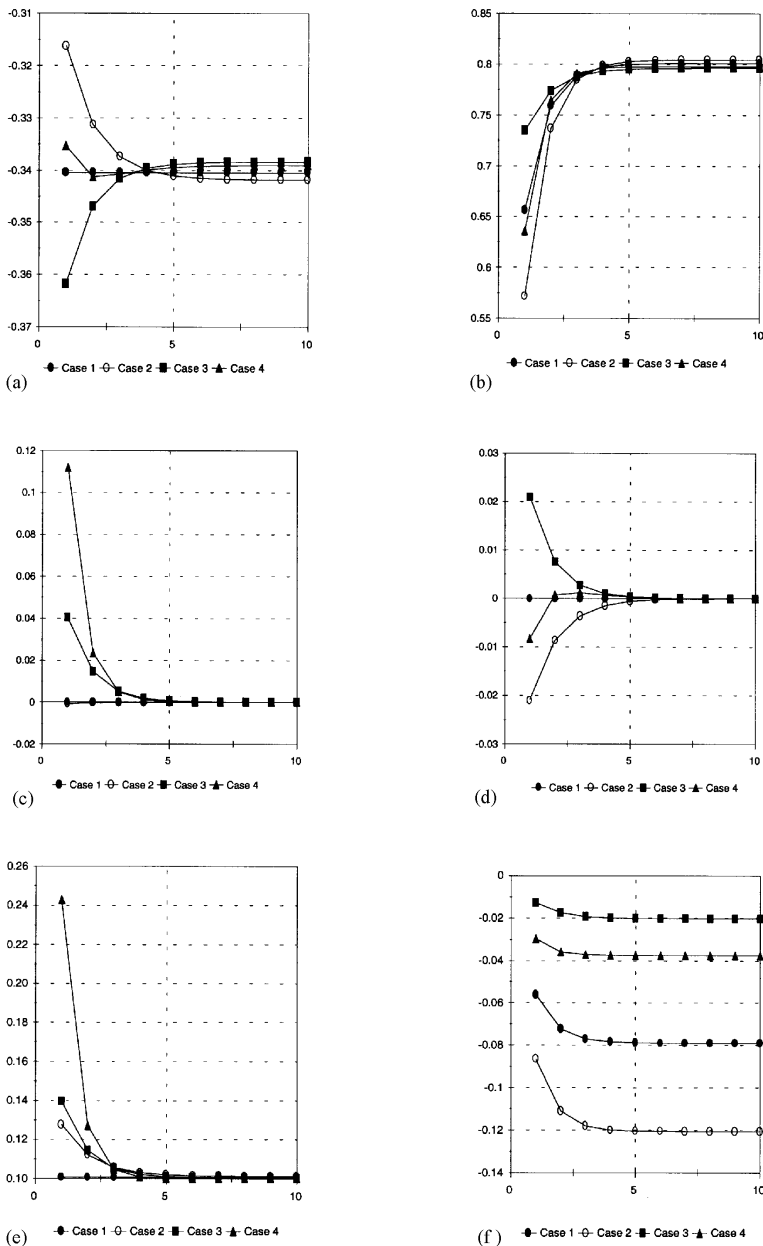 -0.31
-0.32
-0.33
-0.34
-0.35
-0.36
-0.37
0 5 10
Case 1 Case 2 Case 3 Case 4
(a)
0.85
0.8
0.75
0.7
0.65
0.6
0.55
0 5 10
Case 1 Case 2 Case 3 Case 4
(b)
0.12
0.1
0.08
0.06
0.04
0.02
0
-0.02
0 5 10
Case 1 Case 2 Case 3 Case 4
(c)
0.03
0.02
0.01
0
-0.01
-0.02
-0.03
0 5 10
Case 1 Case 2 Case 3 Case 4
(d)
0.26
0.24
0.22
0.20
0.18
0.16
0.14
0.12
0.10
0 5 10
Case 1 Case 2 Case 3 Case 4
(e)
0
-0.02
-0.04
-0.06
-0.08
-0.1
-0.12
-0.14
0 5 10
Case 1 Case 2 Case 3 Case 4
(f)